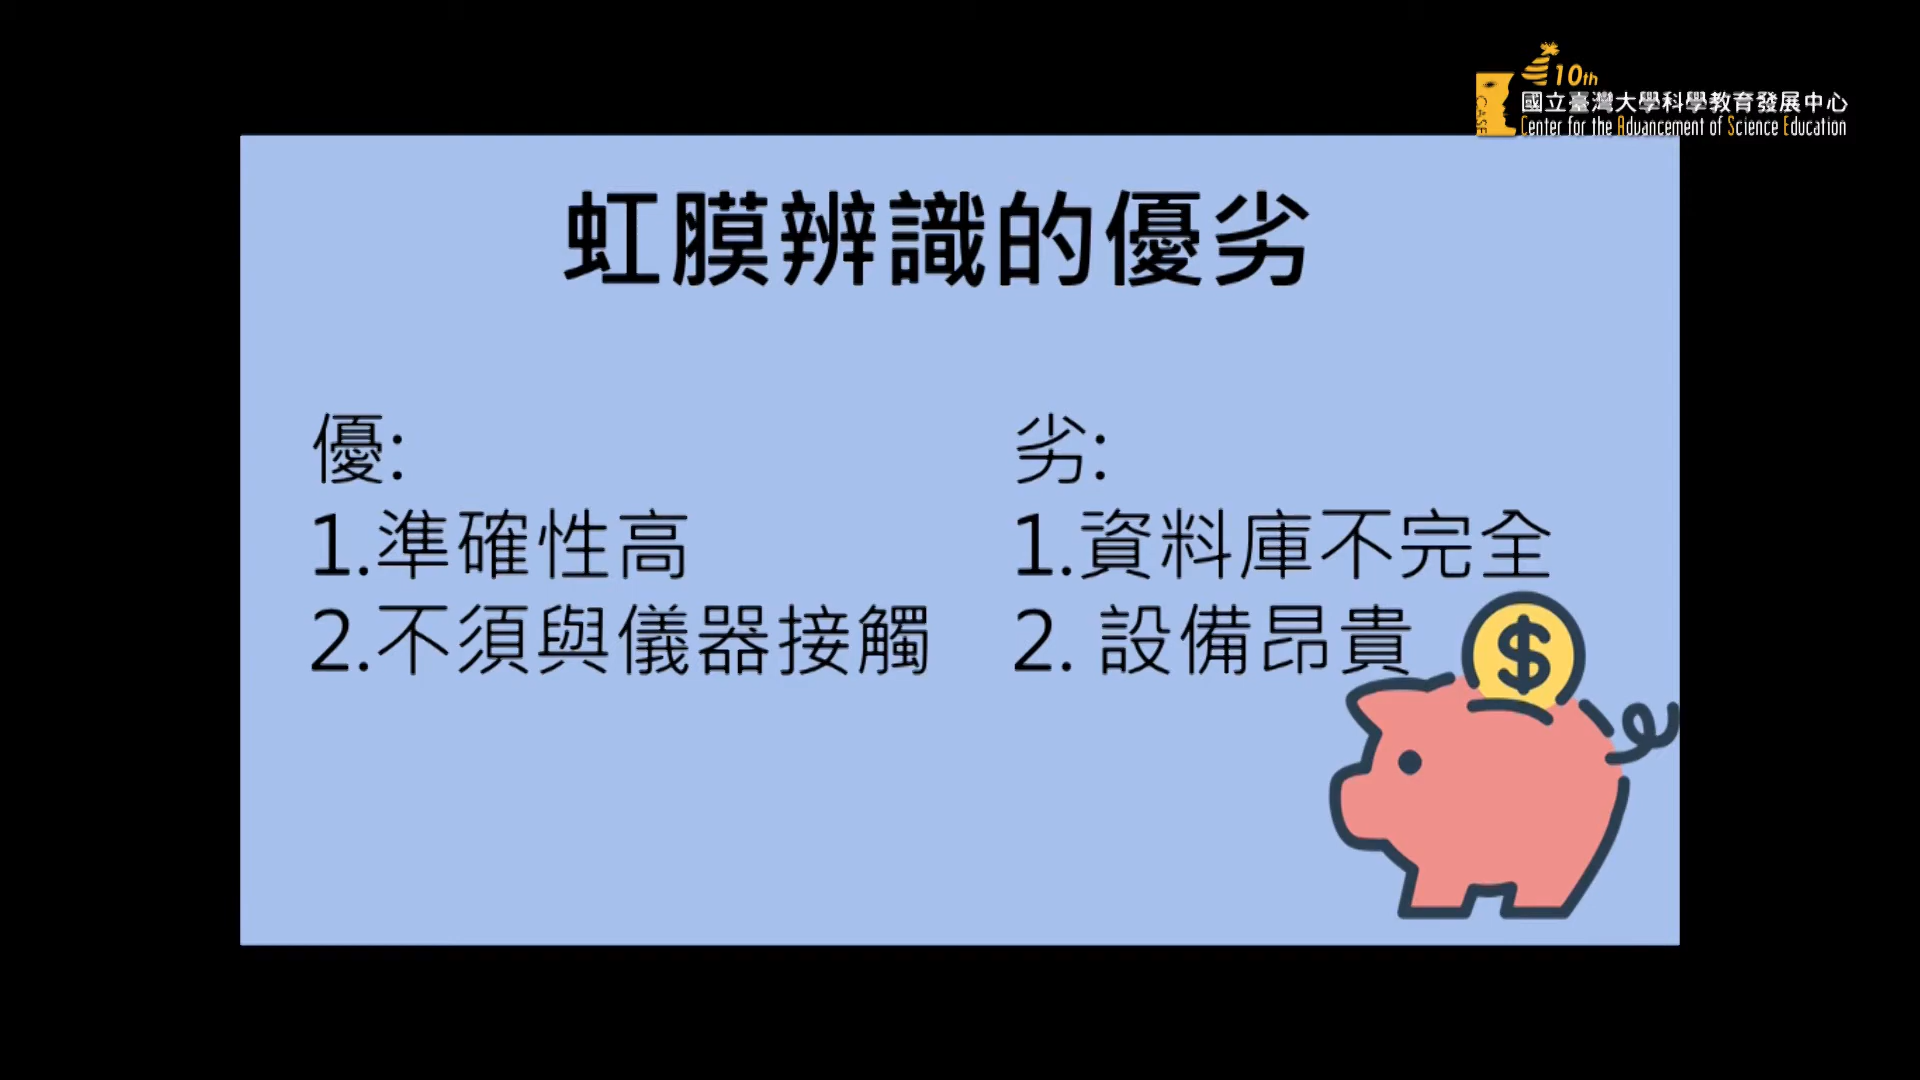 10th
國立臺灣大學科學教育發展中心
CASE
Center for the Advancement of Science Education
虹膜辨識的優劣
優:
1.準確性高
2.不須與儀器接觸
劣:
1.資料庫不完全
2. 設備昂貴
$